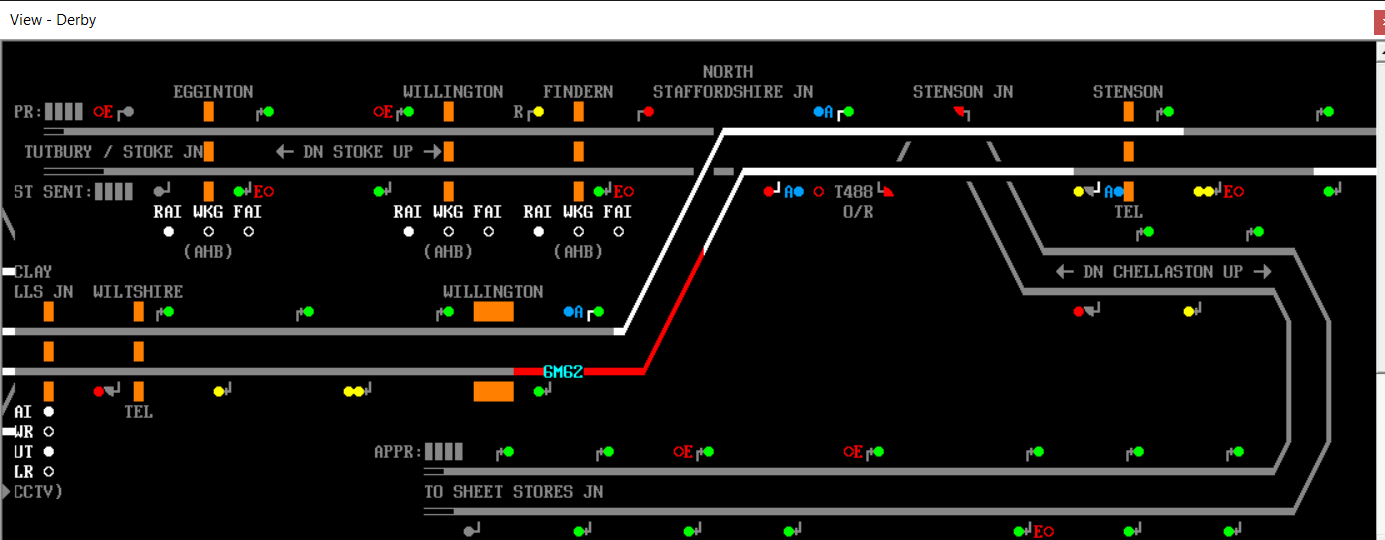 View - Derby
NORTH
EGGINTON WILLINGTON FINDERN STAFFORDSHIRE JN STENSON JN STENSON
PR: E E R A
TUTBURY / STOKE JN ← DN STOKE UP →
ST SENT: E E A T488 A E
RAI WKG FAI RAI WKG FAI RAI WKG FAI O/R TEL
(AHB) (AHB) (AHB)
CLAY ← DN CHELLASTON UP →
LLS JN WILTSHIRE WILLINGTON
A
6M62
AI TEL
WR
UT APPR: E E
LR
CCTV) TO SHEET STORES JN
E